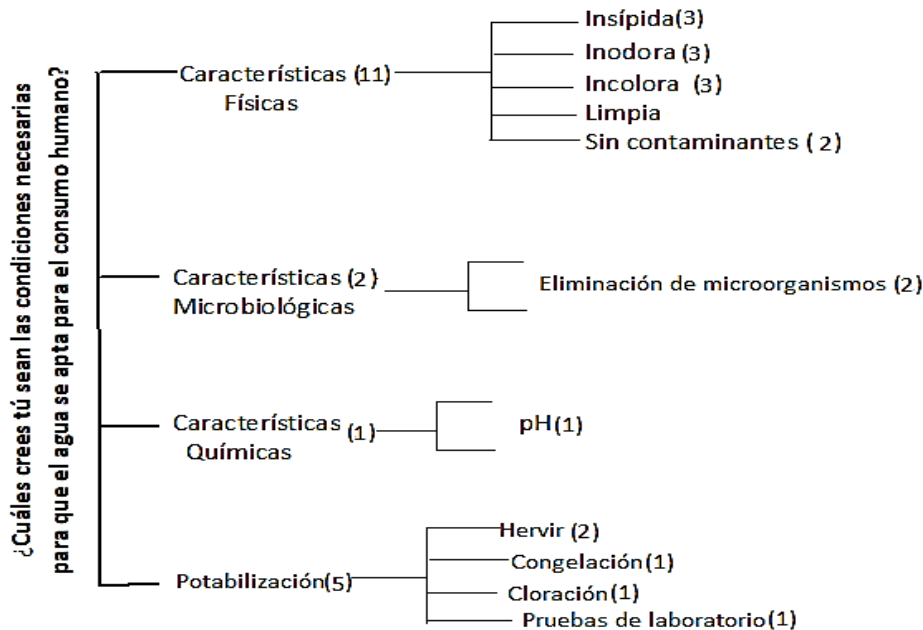 ¿Cuáles crees tú sean las condiciones necesarias
para que el agua se apta para el consumo humano?
Características (11)
Físicas
Insípida(3)
Inodora(3)
Incolora (3)
Limpia
Sin contaminantes ( 2)
Características (2)
Microbiológicas
Eliminación de microorganismos (2)
Características (1)
Químicas
pH(1)
Potabilización(5)
Hervir (2)
Congelación(1)
Cloración(1)
Pruebas de laboratorio(1)